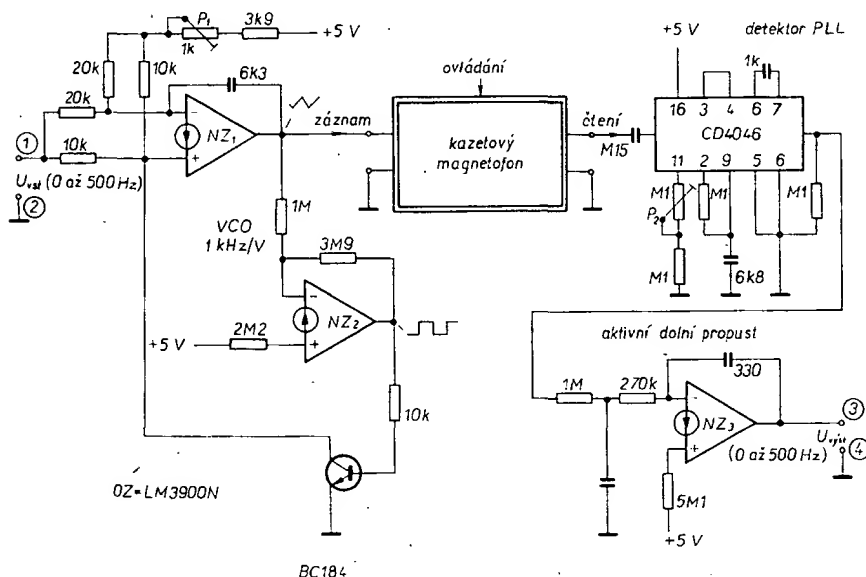 P1
1k
3k9
+5 V
20k
10k
6k3
20k
10k
NZ1
1
Uvst (0 až 500 Hz)
2
záznam
ovládání
kazetový
magnetofon
čtení
M15
+5 V
detektor PLL
1k
16 3 4 6 7
CD4046
11 2 9 5 6
M1
P2
M1
M1
M1
6k8
1M
VCO
1 kHz/V
3M9
NZ2
+5 V
2M2
10k
OZ=LM3900N
BC184
aktivní dolní propust
1M
270k
330
NZ3
3
Uvýst
4
(0 až 500 Hz)
5M1
+5 V